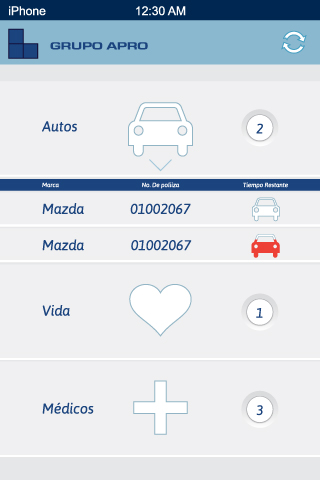 iPhone 12:30 AM
GRUPO APRO
Autos 2
Marca No. De poliiza Tiempo Restante
Mazda 01002067
Mazda 01002067
Vida 1
Médicos 3